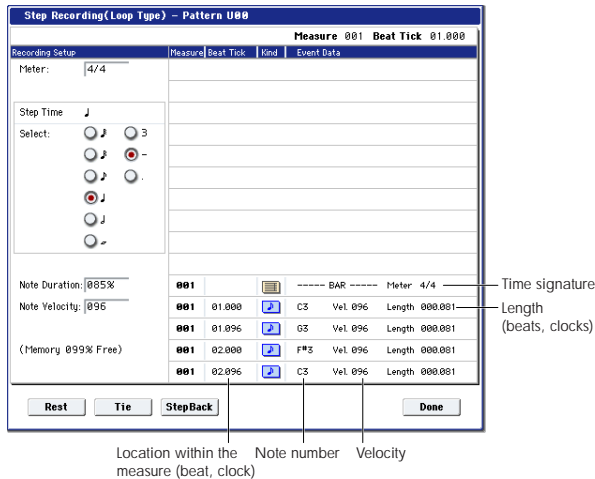 Step Recording(Loop Type) – Pattern U00
Measure 001 Beat Tick 01.000
Recording Setup
Measure Beat Tick Kind Event Data
Meter: 4/4
Step Time ♩
Select:
3
–
.
Note Duration: 085%
001 ----- BAR ----- Meter 4/4
Time signature
Note Velocity: 096
001 01.000 C3 Vel. 096 Length 000.081
Length
(beats, clocks)
001 01.096 G3 Vel. 096 Length 000.081
(Memory 099% Free)
001 02.000 F#3 Vel. 096 Length 000.081
001 02.096 C3 Vel. 096 Length 000.081
Rest Tie StepBack Done
Location within the
measure (beat, clock)
Note number
Velocity